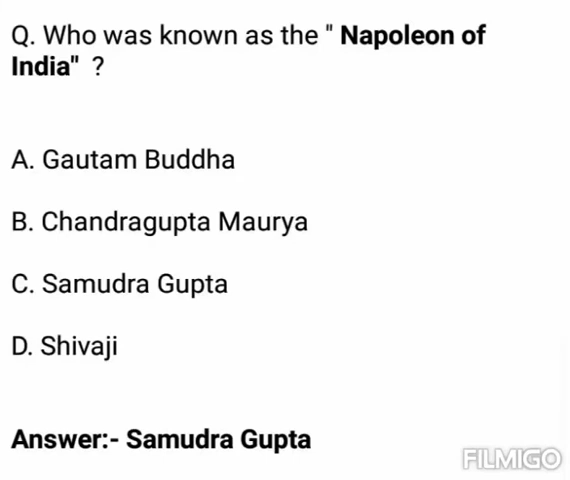 Q. Who was known as the " Napoleon of
India" ?
A. Gautam Buddha
B. Chandragupta Maurya
C. Samudra Gupta
D. Shivaji
Answer:- Samudra Gupta
FILMIGO